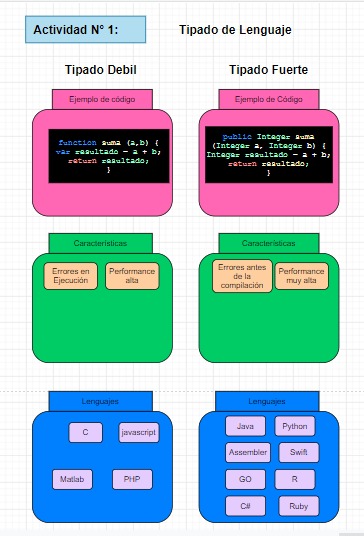 Actividad N° 1:
Tipado de Lenguaje
Tipado Debil
Tipado Fuerte
Ejemplo de código
function suma (a,b) {
var resultado = a + b;
return resultado;
}
Ejemplo de Código
public Integer suma
(Integer a, Integer b) {
Integer resultado = a + b;
return resultado;
}
Características
Errores en
Ejecución
Performance
alta
Características
Errores antes
de la
compilación
Performance
muy alta
Lenguajes
C
javascript
Matlab
PHP
Lenguajes
Java
Python
Assembler
Swift
GO
R
C#
Ruby